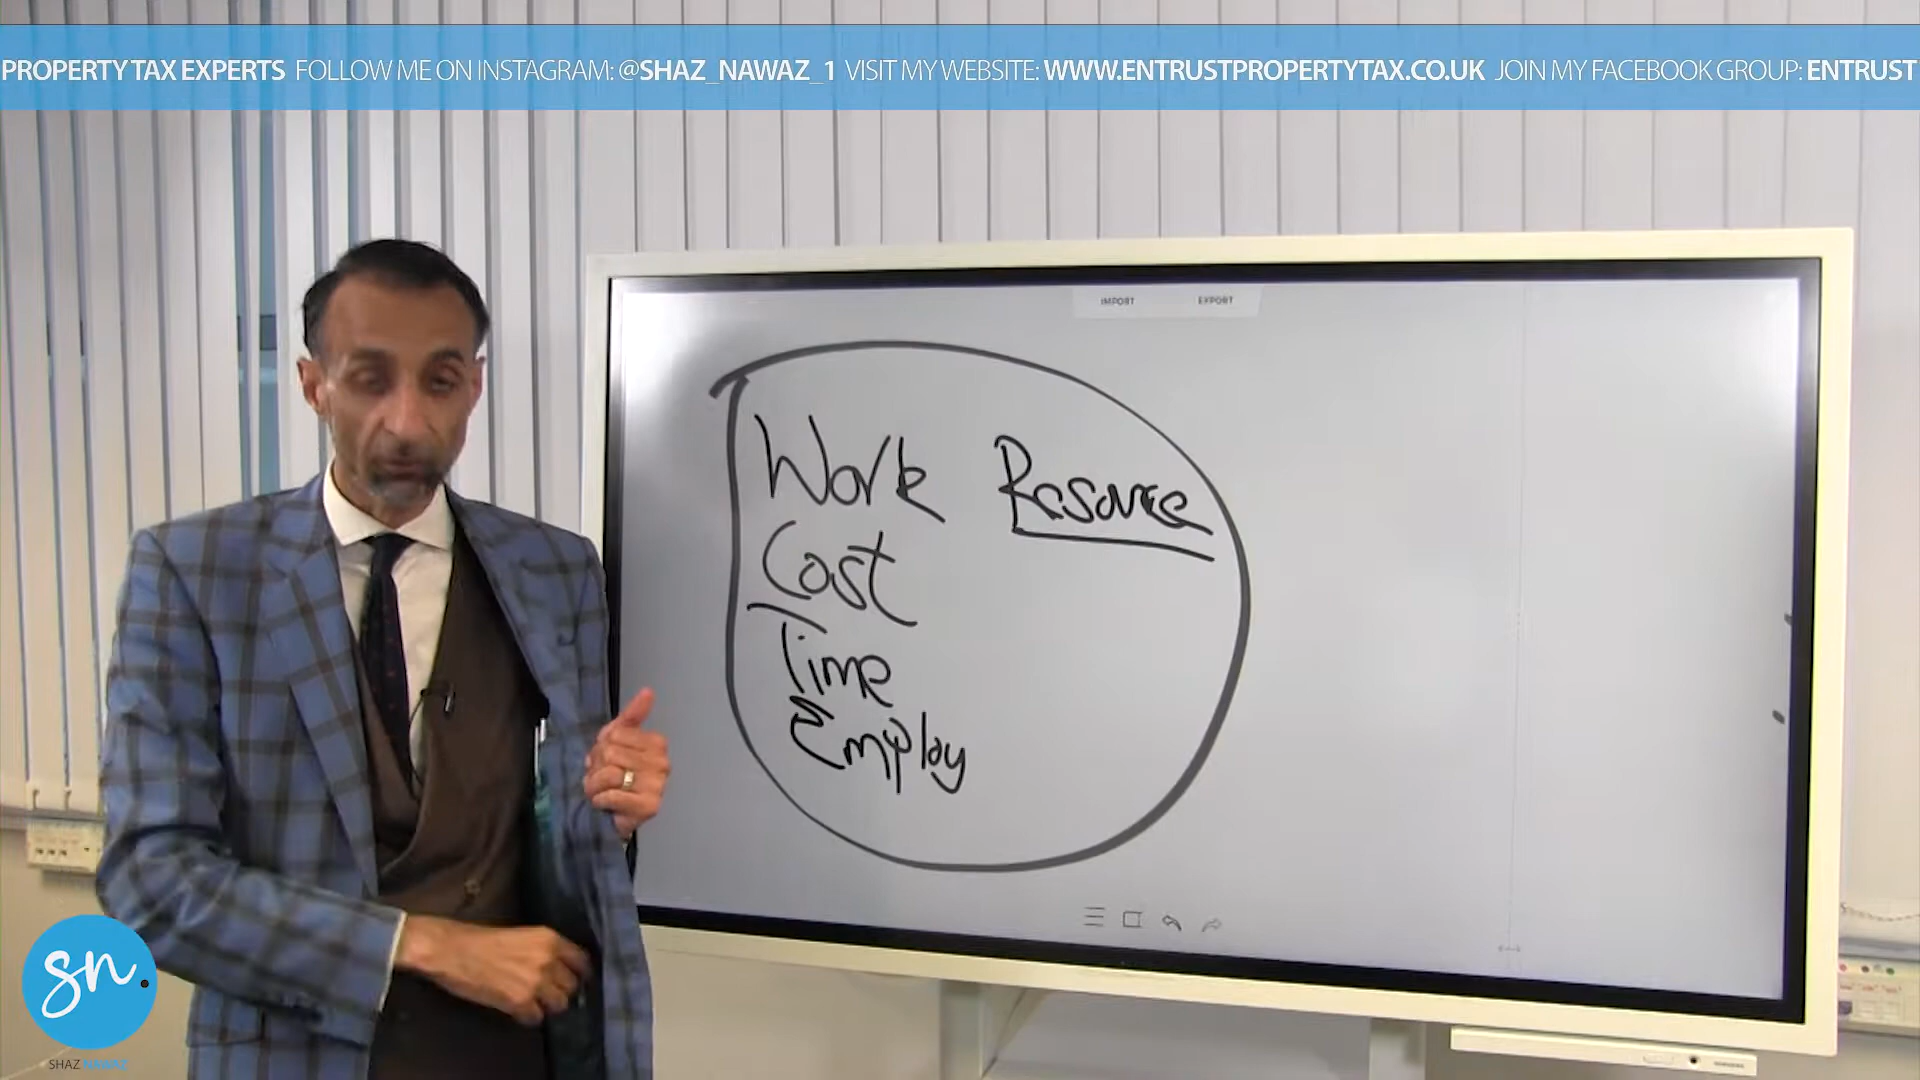 PROPERTY TAX EXPERTS FOLLOW ME ON INSTAGRAM: @SHAZ_NAWAZ_1 VISIT MY WEBSITE: WWW.ENTRUSTPROPERTYTAX.CO.UK JOIN MY FACEBOOK GROUP: ENTRUST
IMPORT EXPORT
Work Resource
Cost
Time
Employ
sn.
SHAZ NAWAZ